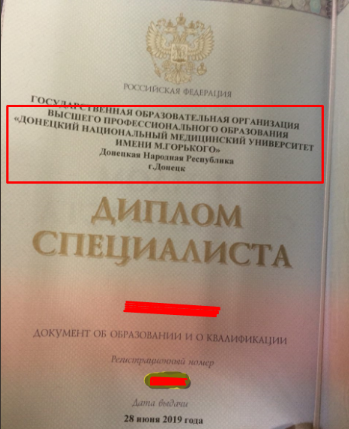 РОССИЙСКАЯ ФЕДЕРАЦИЯ
ГОСУДАРСТВЕННАЯ ОБРАЗОВАТЕЛЬНАЯ ОРГАНИЗАЦИЯ
ВЫСШЕГО ПРОФЕССИОНАЛЬНОГО ОБРАЗОВАНИЯ
«ДОНЕЦКИЙ НАЦИОНАЛЬНЫЙ МЕДИЦИНСКИЙ УНИВЕРСИТЕТ
ИМЕНИ М.ГОРЬКОГО»
Донецкая Народная Республика
г.Донецк
ДИПЛОМ
СПЕЦИАЛИСТА
ДОКУМЕНТ ОБ ОБРАЗОВАНИИ И О КВАЛИФИКАЦИИ
Регистрационный номер
Дата выдачи
28 июня 2019 года